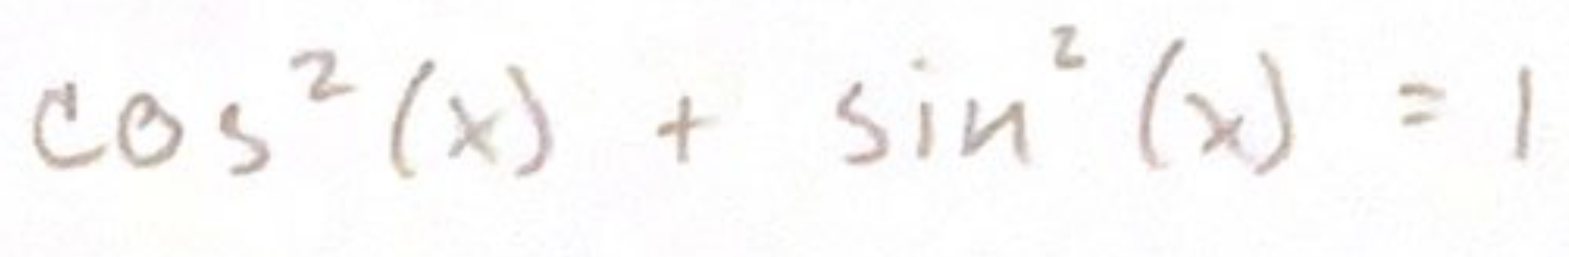 cos²(x) + sin²(x) = 1